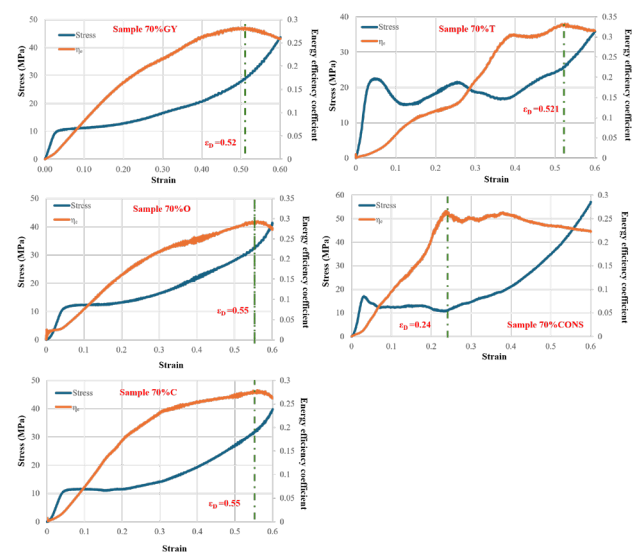 Sample 70%GY
Stress
ηe
εD=0.52
Stress (MPa)
Energy efficiency coefficient
Strain
50
40
30
20
10
0
0.3
0.25
0.2
0.15
0.1
0.05
0
0.00 0.10 0.20 0.30 0.40 0.50 0.60
Sample 70%T
Stress
ηe
εD=0.521
Stress (MPa)
Energy efficiency coefficient
Strain
40
30
20
10
0
0.35
0.3
0.25
0.2
0.15
0.1
0.05
0
0 0.1 0.2 0.3 0.4 0.5 0.6
Sample 70%O
Stress
ηe
εD=0.55
Stress (MPa)
Energy efficiency coefficient
Strain
50
40
30
20
10
0
0.35
0.3
0.25
0.2
0.15
0.1
0.05
0
0 0.1 0.2 0.3 0.4 0.5 0.6
Stress
ηe
εD=0.24
Sample 70%CONS
Stress (MPa)
Energy efficiency coefficient
Strain
60
50
40
30
20
10
0
0.3
0.25
0.2
0.15
0.1
0.05
0
0 0.1 0.2 0.3 0.4 0.5 0.6
Sample 70%C
Stress
ηe
εD=0.55
Stress (MPa)
Energy efficiency coefficient
Strain
50
40
30
20
10
0
0.3
0.25
0.2
0.15
0.1
0.05
0
0 0.1 0.2 0.3 0.4 0.5 0.6